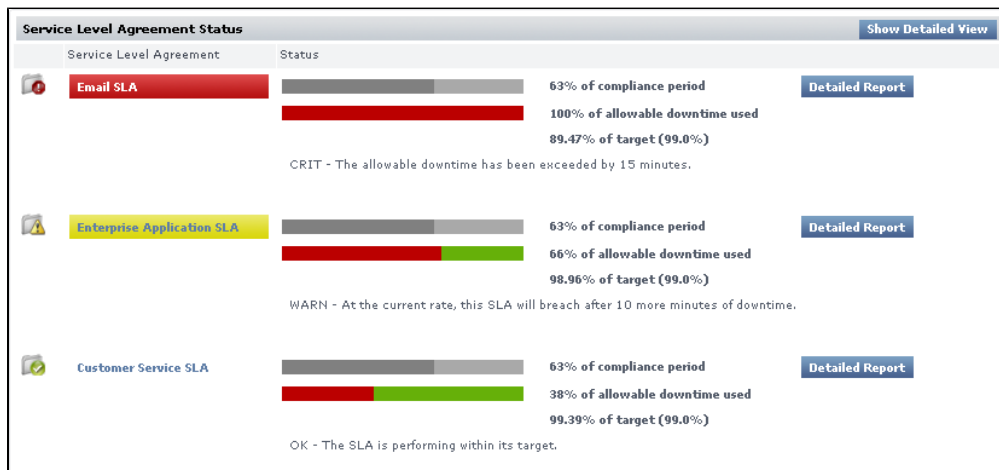 Service Level Agreement Status
Show Detailed View
Service Level Agreement Status
Email SLA
63% of compliance period
Detailed Report
100% of allowable downtime used
89.47% of target (99.0%)
CRIT - The allowable downtime has been exceeded by 15 minutes.
Enterprise Application SLA
63% of compliance period
Detailed Report
66% of allowable downtime used
98.96% of target (99.0%)
WARN - At the current rate, this SLA will breach after 10 more minutes of downtime.
Customer Service SLA
63% of compliance period
Detailed Report
38% of allowable downtime used
99.39% of target (99.0%)
OK - The SLA is performing within its target.